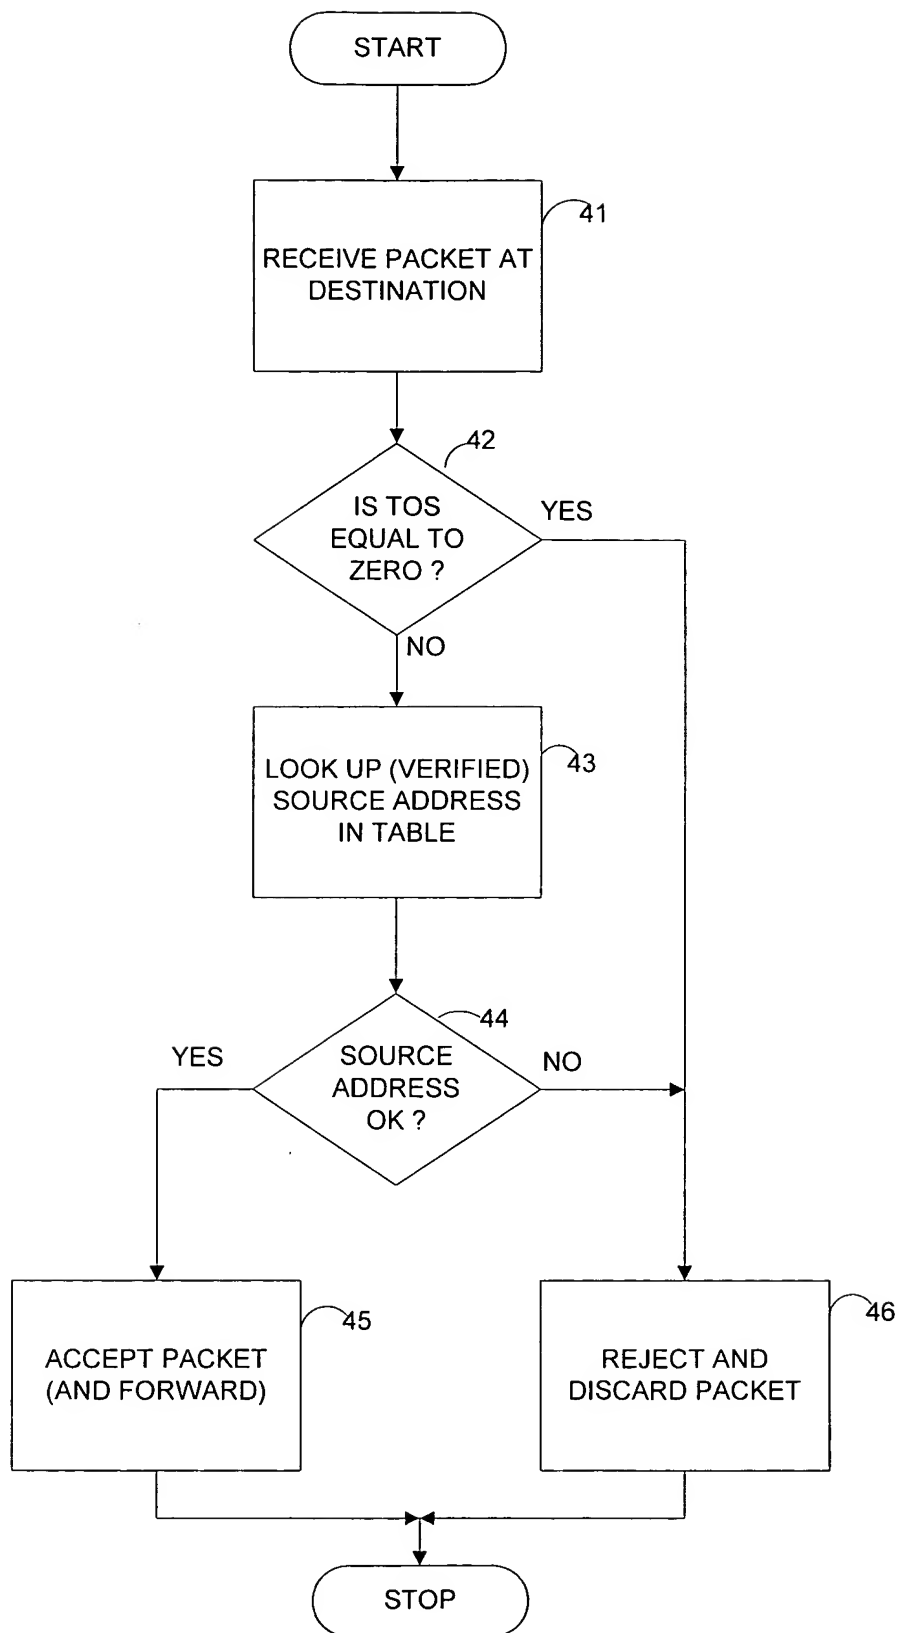 START
41
RECEIVE PACKET AT
DESTINATION
42
IS TOS
EQUAL TO
ZERO ?
YES
NO
43
LOOK UP (VERIFIED)
SOURCE ADDRESS
IN TABLE
44
YES
SOURCE
ADDRESS
OK ?
NO
45
ACCEPT PACKET
(AND FORWARD)
46
REJECT AND
DISCARD PACKET
STOP